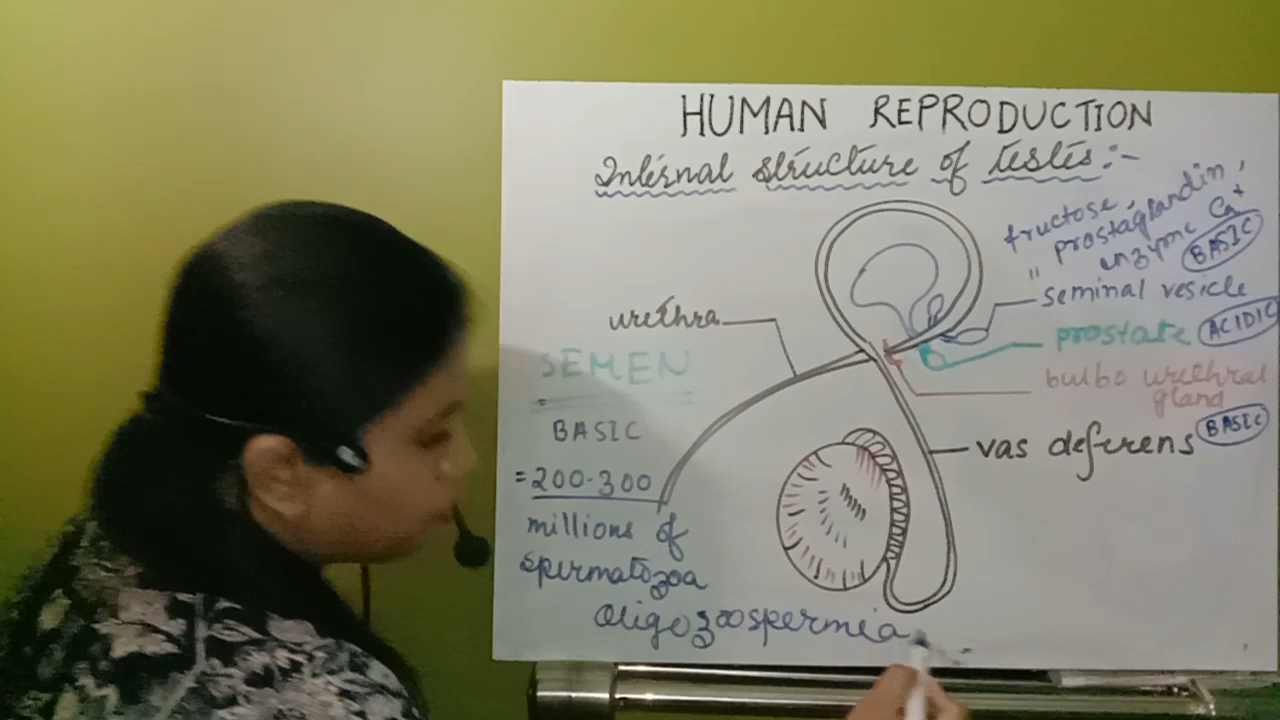 HUMAN REPRODUCTION
Internal structure of testes :-
fructose,
prostaglandin,
" enzyme Ca+
BASIC
seminal vesicle
urethra
prostate ACIDIC
SEMEN
bulbo urethral
gland
BASIC
BASIC
vas deferens
=200-300
millions of
spermatozoa
Oligozoospermia